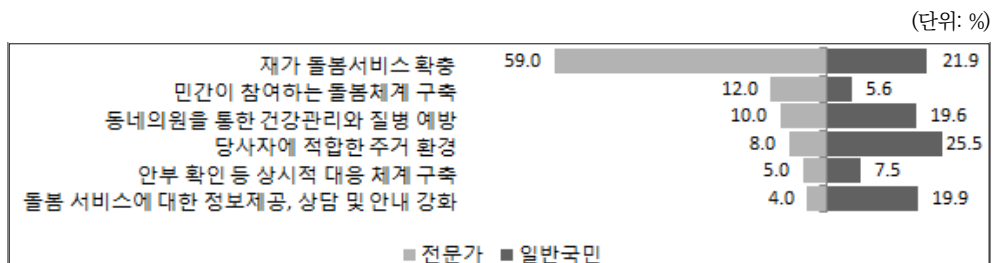 (단위: %)
재가 돌봄서비스 확충 59.0 21.9
민간이 참여하는 돌봄체계 구축 12.0 5.6
동네의원을 통한 건강관리와 질병 예방 10.0 19.6
당사자에 적합한 주거 환경 8.0 25.5
안부 확인 등 상시적 대응 체계 구축 5.0 7.5
돌봄 서비스에 대한 정보제공, 상담 및 안내 강화 4.0 19.9
전문가 일반국민